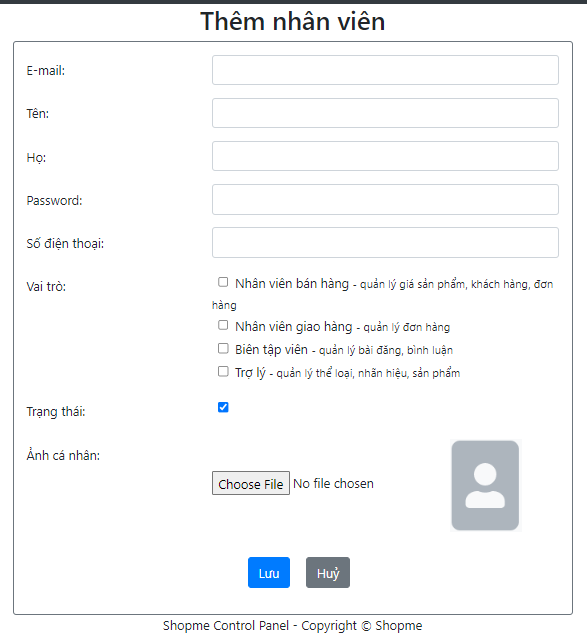 Thêm nhân viên
E-mail:
Tên:
Họ:
Password:
Số điện thoại:
Vai trò:
Nhân viên bán hàng - quản lý giá sản phẩm, khách hàng, đơn
hàng
Nhân viên giao hàng - quản lý đơn hàng
Biên tập viên - quản lý bài đăng, bình luận
Trợ lý - quản lý thể loại, nhãn hiệu, sản phẩm
Trạng thái:
Ảnh cá nhân:
Choose File No file chosen
Lưu Huỷ
Shopme Control Panel - Copyright © Shopme